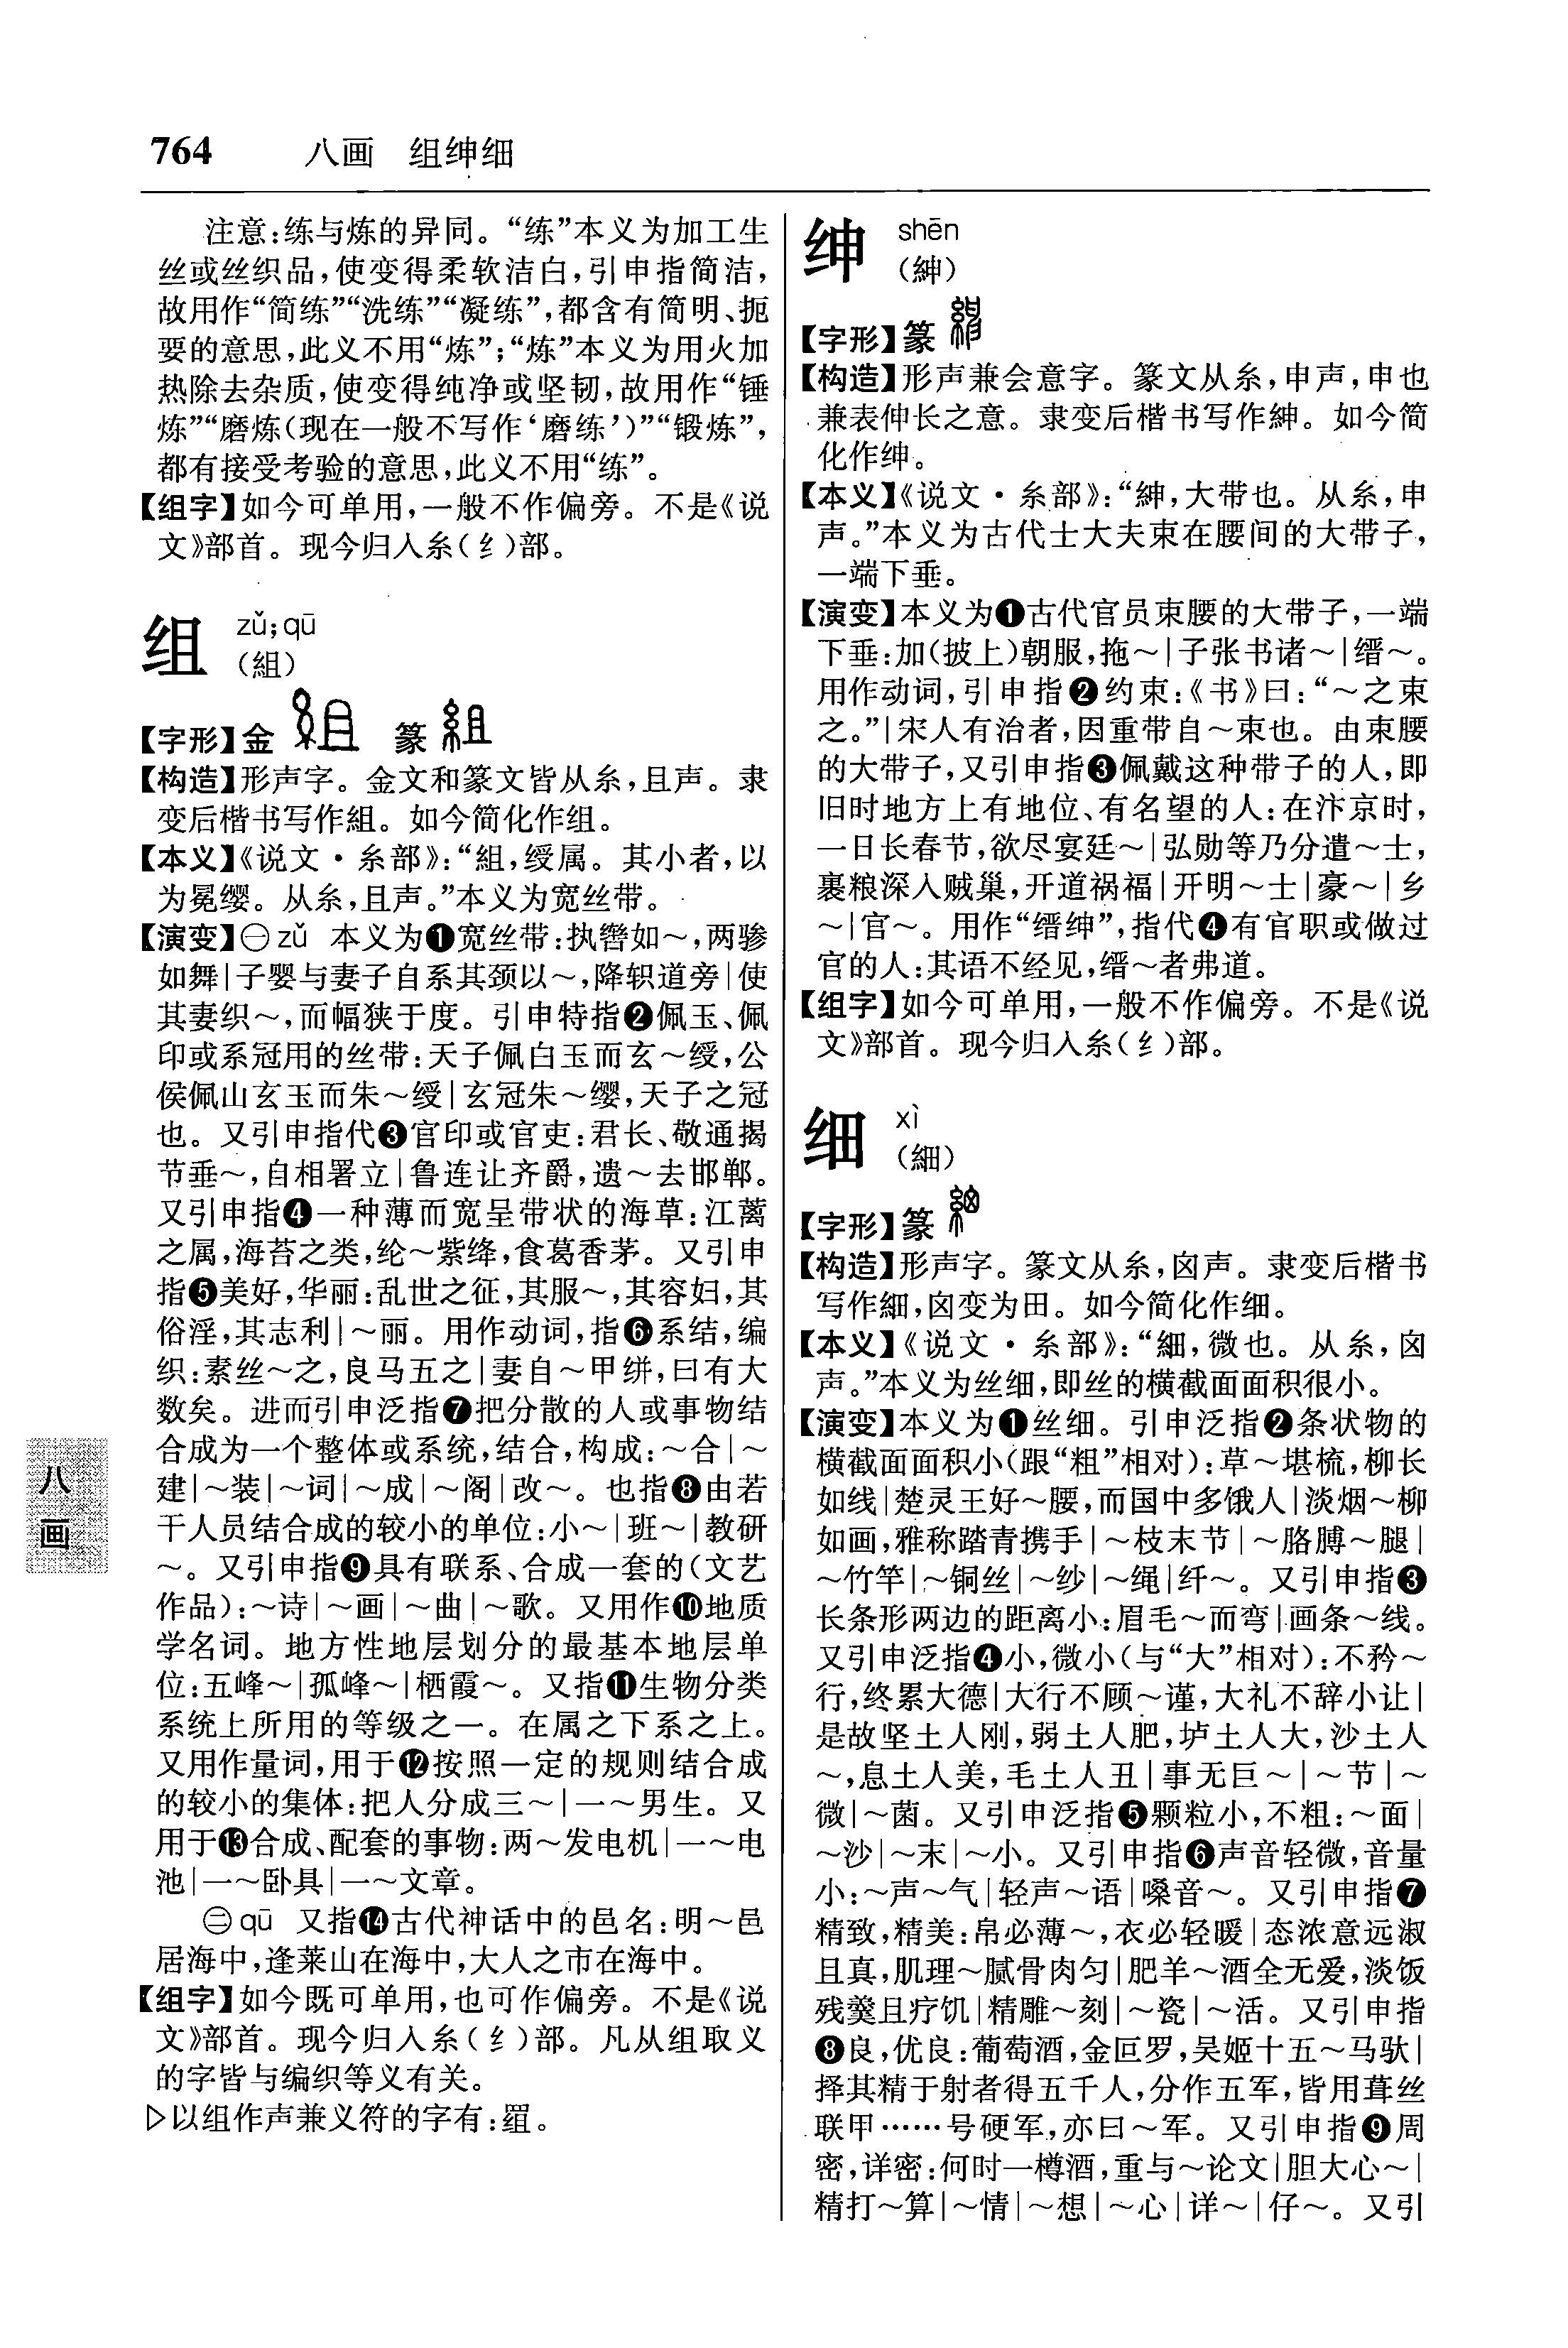 764 八画 组绅细
注意:练与炼的异同。“练”本义为加工生
丝或丝织品,使变得柔软洁白,引申指简洁,
故用作“简练”“洗练”“凝练”,都含有简明、扼
要的意思,此义不用“炼”;“炼”本义为用火加
热除去杂质,使变得纯净或坚韧,故用作“锤
炼”“磨炼(现在一般不写作‘磨练’)”“锻炼”,
都有接受考验的意思,此义不用“练”。
【组字】如今可单用,一般不作偏旁。不是《说
文》部首。现今归入糸(纟)部。
组 zǔ;qū
(組)
【字形】金 篆
【构造】形声字。金文和篆文皆从糸,且声。隶
变后楷书写作組。如今简化作组。
【本义】《说文·糸部》:“組,绶属。其小者,以
为冕缨。从糸,且声。”本义为宽丝带。
【演变】㊀zǔ 本义为❶宽丝带:执辔如～,两骖
如舞|子婴与妻子自系其颈以～,降轵道旁|使
其妻织～,而幅狭于度。引申特指❷佩玉、佩
印或系冠用的丝带:天子佩白玉而玄～绶,公
侯佩山玄玉而朱～绶|玄冠朱～缨,天子之冠
也。又引申指代❸官印或官吏:君长、敬通揭
节垂～,自相署立|鲁连让齐爵,遗～去邯郸。
又引申指❹一种薄而宽呈带状的海草:江蓠
之属,海苔之类,纶～紫绛,食葛香茅。又引申
指❺美好,华丽:乱世之征,其服～,其容妇,其
俗淫,其志利|～丽。用作动词,指❻系结,编
织:素丝～之,良马五之|妻自～甲绊,曰有大
数矣。进而引申泛指❼把分散的人或事物结
合成为一个整体或系统,结合,构成:～合|～
建|～装|～词|～成|～阁|改～。也指❽由若
干人员结合成的较小的单位:小～|班～|教研
～。又引申指❾具有联系、合成一套的(文艺
作品):～诗|～画|～曲|～歌。又用作❿地质
学名词。地方性地层划分的最基本地层单
位:五峰～|孤峰～|栖霞～。又指⓫生物分类
系统上所用的等级之一。在属之下系之上。
又用作量词,用于⓬按照一定的规则结合成
的较小的集体:把人分成三～|一～男生。又
用于⓭合成、配套的事物:两～发电机|一～电
池|一～卧具|一～文章。
㊁qū 又指⓮古代神话中的邑名:明～邑
居海中,逢莱山在海中,大人之市在海中。
【组字】如今既可单用,也可作偏旁。不是《说
文》部首。现今归入糸(纟)部。凡从组取义
的字皆与编织等义有关。
▷以组作声兼义符的字有:
绅 shēn
(紳)
【字形】篆
【构造】形声兼会意字。篆文从糸,申声,申也
兼表伸长之意。隶变后楷书写作紳。如今简
化作绅。
【本义】《说文·糸部》:“紳,大带也。从糸,申
声。”本义为古代士大夫束在腰间的大带子,
一端下垂。
【演变】本义为❶古代官员束腰的大带子,一端
下垂:加(披上)朝服,拖～|子张书诸～|缙～。
用作动词,引申指❷约束:《书》曰:“～之束
之。”|宋人有治者,因重带自～束也。由束腰
的大带子,又引申指❸佩戴这种带子的人,即
旧时地方上有地位、有名望的人:在汴京时,
一日长春节,欲尽宴廷～|弘勋等乃分遣～士,
裹粮深入贼巢,开道祸福|开明～士|豪～|乡
～|官～。用作“缙绅”,指代❹有官职或做过
官的人:其语不经见,缙～者弗道。
【组字】如今可单用,一般不作偏旁。不是《说
文》部首。现今归入糸(纟)部。
细 xì
(細)
【字形】篆
【构造】形声字。篆文从糸,囟声。隶变后楷书
写作細,囟变为田。如今简化作细。
【本义】《说文·糸部》:“細,微也。从糸,囟
声。”本义为丝细,即丝的横截面面积很小。
【演变】本义为❶丝细。引申泛指❷条状物的
横截面面积小(跟“粗”相对):草～堪梳,柳长
如线|楚灵王好～腰,而国中多饿人|淡烟～柳
如画,雅称踏青携手|～枝末节|～胳膊～腿|
～竹竿|～铜丝|～纱|～绳|纤～。又引申指❸
长条形两边的距离小:眉毛～而弯|画条～线。
又引申泛指❹小,微小(与“大”相对):不矜～
行,终累大德|大行不顾～谨,大礼不辞小让|
是故坚土人刚,弱土人肥,垆土人大,沙土人
～,息土人美,毛土人丑|事无巨～|～节|～
微|～菌。又引申泛指❺颗粒小,不粗:～面|
～沙|～末|～小。又引申指❻声音轻微,音量
小:～声～气|轻声～语|嗓音～。又引申指❼
精致,精美:帛必薄～,衣必轻暖|态浓意远淑
且真,肌理～腻骨肉匀|肥羊～酒全无爱,淡饭
残羹且疗饥|精雕～刻|～瓷|～活。又引申指
❽良,优良:葡萄酒,金叵罗,吴姬十五～马驮|
择其精于射者得五千人,分作五军,皆用茸丝
联甲……号硬军,亦曰～军。又引申指❾周
密,详密:何时一樽酒,重与～论文|胆大心～|
精打～算|～情|～想|～心|详～|仔～。又引
八画